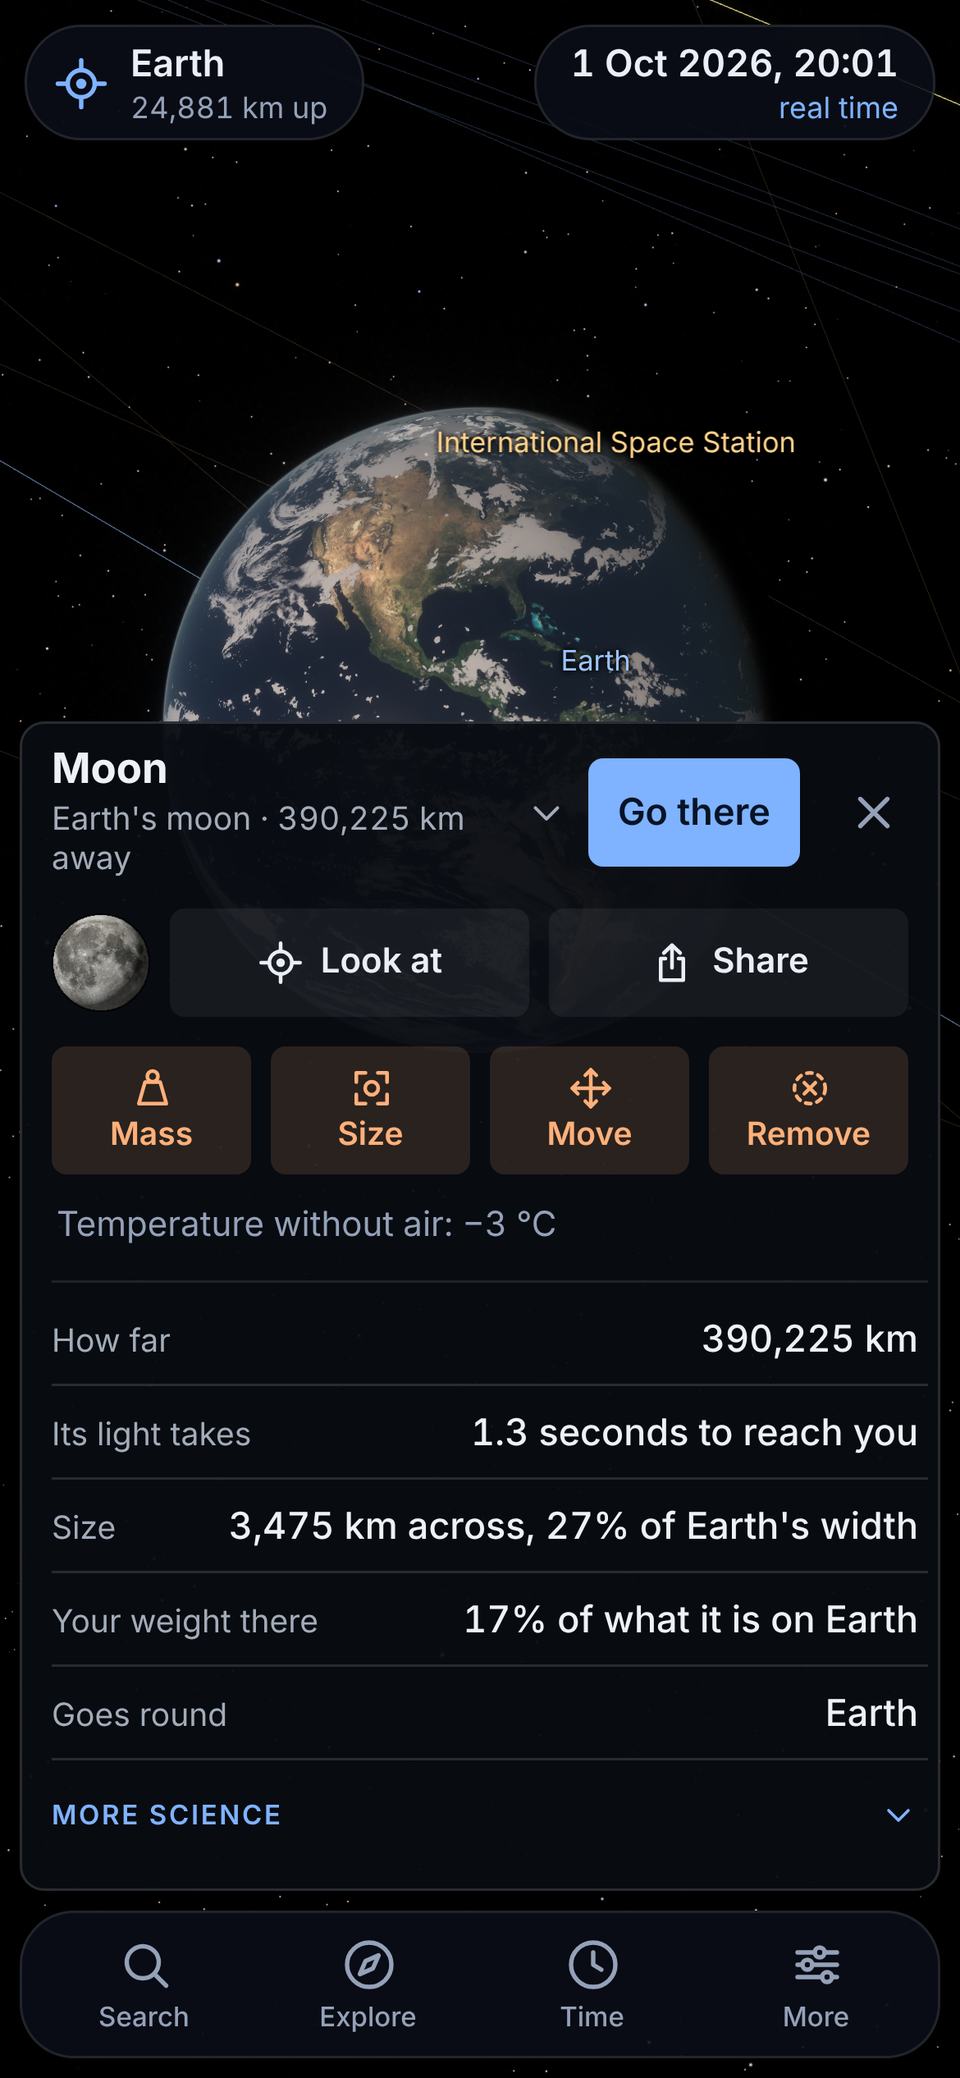 Earth
24,881 km up
1 Oct 2026, 20:01
real time
International Space Station
Earth
Moon
Earth's moon · 390,225 km
away
Go there
Look at
Share
Mass
Size
Move
Remove
Temperature without air: −3 °C
How far
390,225 km
Its light takes
1.3 seconds to reach you
Size
3,475 km across, 27% of Earth's width
Your weight there
17% of what it is on Earth
Goes round
Earth
MORE SCIENCE
Search
Explore
Time
More